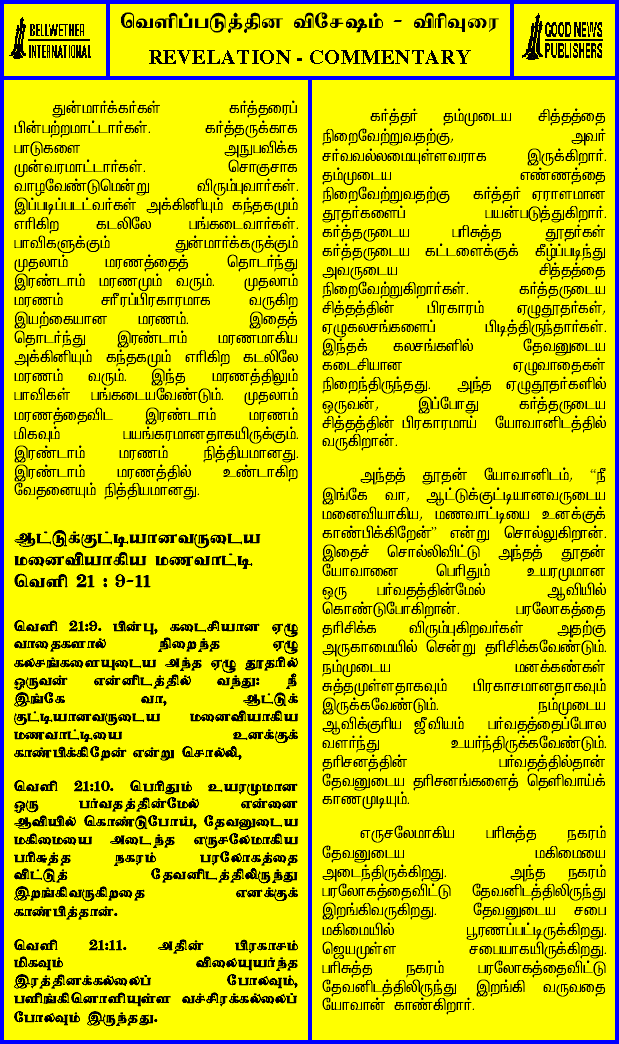 BELLWETHER
INTERNATIONAL
வெளிப்படுத்தின விசேஷம் - விரிவுரை
REVELATION - COMMENTARY
GOOD NEWS
PUBLISHERS
துன்மார்க்கர்கள் கர்த்தரைப்
பின்பற்றமாட்டார்கள். கர்த்தருக்காக
பாடுகளை அநுபவிக்க
முன்வரமாட்டார்கள். சொகுசாக
வாழவேண்டுமென்று விரும்புவார்கள்.
இப்படிப்பட்வர்கள் அக்கினியும் கந்தகமும்
எரிகிற கடலிலே பங்கடைவார்கள்.
பாவிகளுக்கும் துன்மார்க்கருக்கும்
முதலாம் மரணத்தைத் தொடர்ந்து
இரண்டாம் மரணமும் வரும். முதலாம்
மரணம் சரீரப்பிரகாரமாக வருகிற
இயற்கையான மரணம். இதைத்
தொடர்ந்து இரண்டாம் மரணமாகிய
அக்கினியும் கந்தகமும் எரிகிற கடலிலே
மரணம் வரும். இந்த மரணத்திலும்
பாவிகள் பங்கடையவேண்டும். முதலாம்
மரணத்தைவிட இரண்டாம் மரணம்
மிகவும் பயங்கரமானதாகயிருக்கும்.
இரண்டாம் மரணம் நித்தியமானது.
இரண்டாம் மரணத்தில் உண்டாகிற
வேதனையும் நித்தியமானது.
ஆட்டுக்குட்டியானவருடைய
மனைவியாகிய மணவாட்டி
வெளி 21 : 9-11
வெளி 21:9. பின்பு, கடைசியான ஏழு
வாதைகளால் நிறைந்த ஏழு
கலசங்களையுடைய அந்த ஏழு தூதரில்
ஒருவன் என்னிடத்தில் வந்து: நீ
இங்கே வா, ஆட்டுக்
குட்டியானவருடைய மனைவியாகிய
மணவாட்டியை உனக்குக்
காண்பிக்கிறேன் என்று சொல்லி,
வெளி 21:10. பெரிதும் உயரமுமான
ஒரு பர்வதத்தின்மேல் என்னை
ஆவியில் கொண்டுபோய், தேவனுடைய
மகிமையை அடைந்த எருசலேமாகிய
பரிசுத்த நகரம் பரலோகத்தை
விட்டுத் தேவனிடத்திலிருந்து
இறங்கிவருகிறதை எனக்குக்
காண்பித்தான்.
வெளி 21:11. அதின் பிரகாசம்
மிகவும் விலையுயர்ந்த
இரத்தினக்கல்லைப் போலவும்,
பளிங்கினொளியுள்ள வச்சிரக்கல்லைப்
போலவும் இருந்தது.
கர்த்தர் தம்முடைய சித்தத்தை
நிறைவேற்றுவதற்கு, அவர்
சர்வவல்லமையுள்ளவராக இருக்கிறார்.
தம்முடைய எண்ணத்தை
நிறைவேற்றுவதற்கு கர்த்தர் ஏராளமான
தூதர்களைப் பயன்படுத்துகிறார்.
கர்த்தருடைய பரிசுத்த தூதர்கள்
கர்த்தருடைய கட்டளைக்குக் கீழ்ப்படிந்து
அவருடைய சித்தத்தை
நிறைவேற்றுகிறார்கள். கர்த்தருடைய
சித்தத்தின் பிரகாரம் ஏழுதூதர்கள்,
ஏழுகலசங்களைப் பிடித்திருந்தார்கள்.
இந்தக் கலசங்களில் தேவனுடைய
கடைசியான ஏழுவாதைகள்
நிறைந்திருந்தது. அந்த ஏழுதூதர்களில்
ஒருவன், இப்போது கர்த்தருடைய
சித்தத்தின் பிரகாரமாய் யோவானிடத்தில்
வருகிறான்.
அந்தத் தூதன் யோவானிடம், “நீ
இங்கே வா, ஆட்டுக்குட்டியானவருடைய
மனைவியாகிய, மணவாட்டியை உனக்குக்
காண்பிக்கிறேன்” என்று சொல்லுகிறான்.
இதைச் சொல்லிவிட்டு அந்தத் தூதன்
யோவானை பெரிதும் உயரமுமான
ஒரு பர்வதத்தின்மேல் ஆவியில்
கொண்டுபோகிறான். பரலோகத்தை
தரிசிக்க விரும்புகிறவர்கள் அதற்கு
அருகாமையில் சென்று தரிசிக்கவேண்டும்.
நம்முடைய மனக்கண்கள்
சுத்தமுள்ளதாகவும் பிரகாசமானதாகவும்
இருக்கவேண்டும். நம்முடைய
ஆவிக்குரிய ஜீவியம் பர்வதத்தைப்போல
வளர்ந்து உயர்ந்திருக்கவேண்டும்.
தரிசனத்தின் பர்வதத்தில்தான்
தேவனுடைய தரிசனங்களைத் தெளிவாய்க்
காணமுடியும்.
எருசலேமாகிய பரிசுத்த நகரம்
தேவனுடைய மகிமையை
அடைந்திருக்கிறது. அந்த நகரம்
பரலோகத்தைவிட்டு தேவனிடத்திலிருந்து
இறங்கிவருகிறது. தேவனுடைய சபை
மகிமையில் பூரணப்பட்டிருக்கிறது.
ஜெயமுள்ள சபையாகயிருக்கிறது.
பரிசுத்த நகரம் பரலோகத்தைவிட்டு
தேவனிடத்திலிருந்து இறங்கி வருவதை
யோவான் காண்கிறார்.